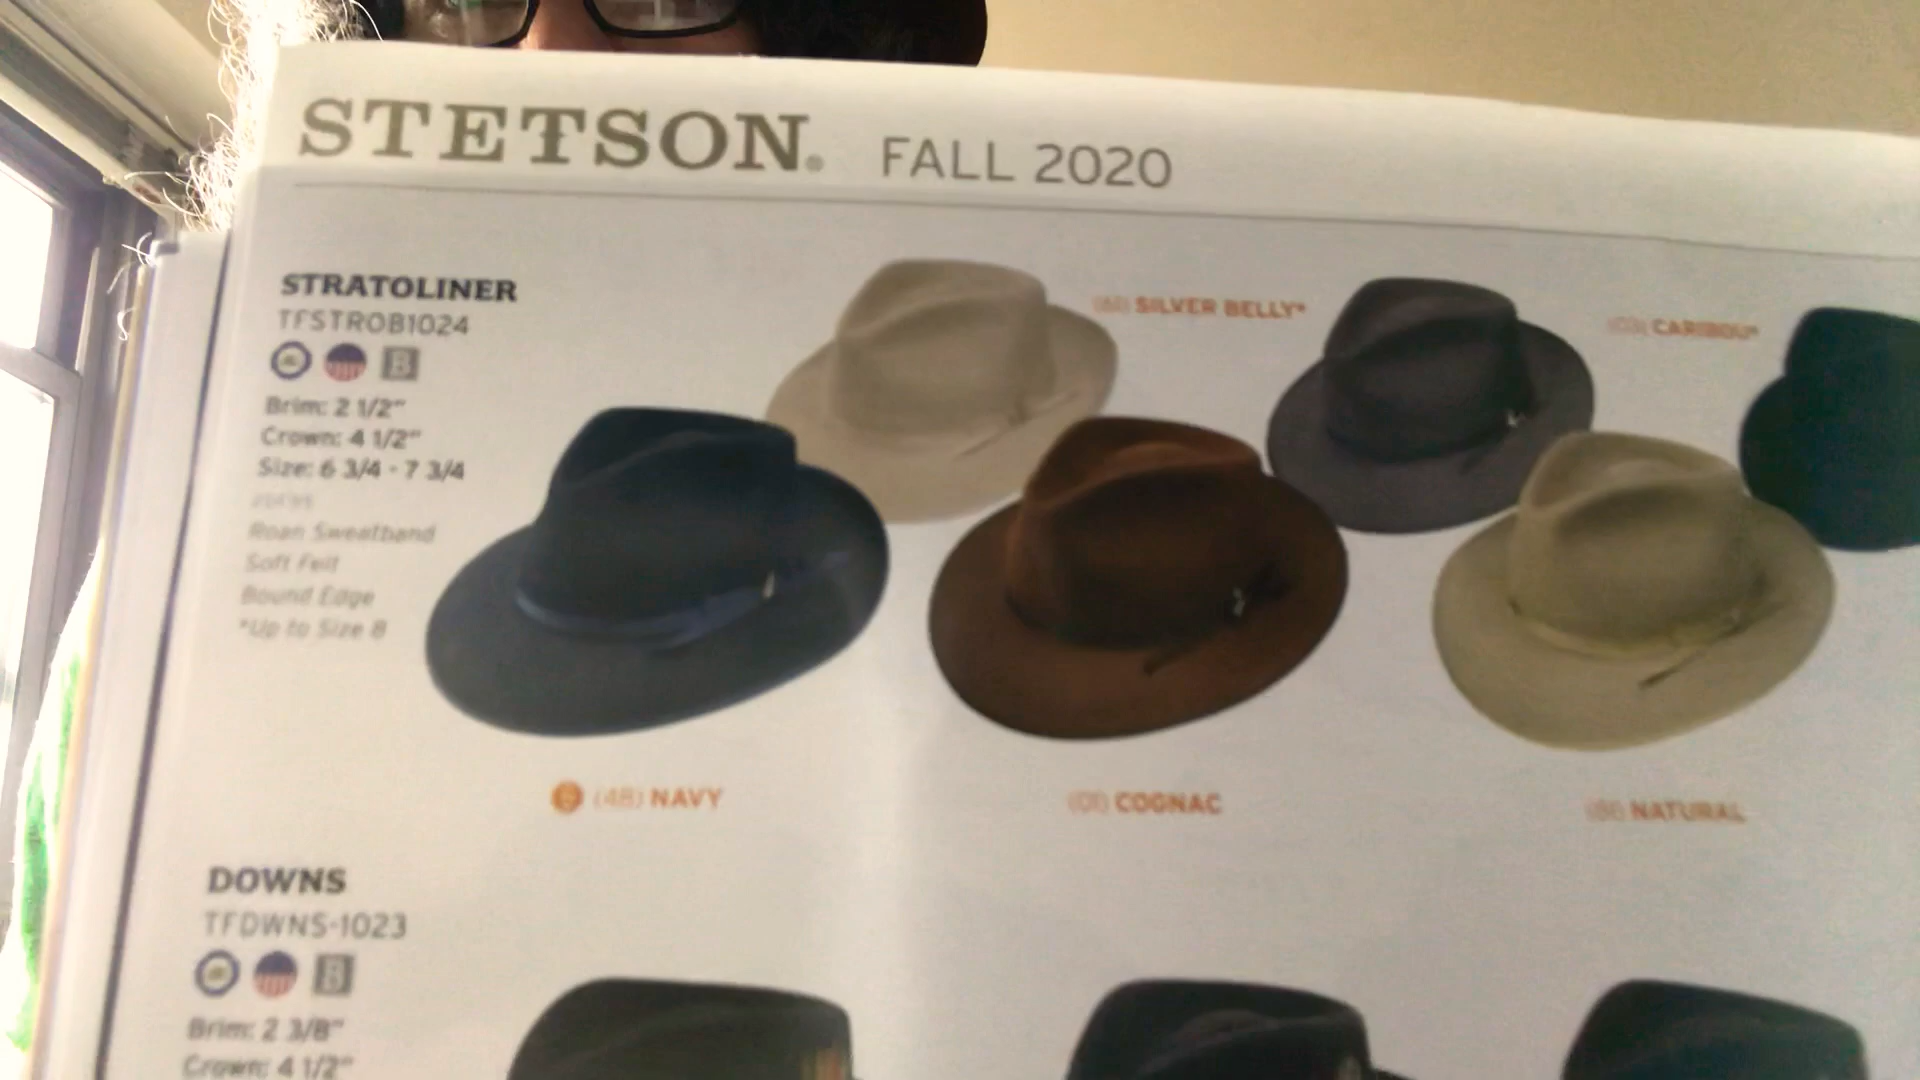 STETSON® FALL 2020
STRATOLINER
TFSTROB1024
B
Brim: 2 1/2"
Crown: 4 1/2"
Size: 6 3/4 - 7 3/4
Roan Sweatband
Soft Felt
Bound Edge
*Up to Size 8
SILVER BELLY*
CARIBOU*
(48) NAVY
(01) COGNAC
NATURAL
DOWNS
TFDWNS-1023
B
Brim: 2 3/8"
Crown: 4 1/2"